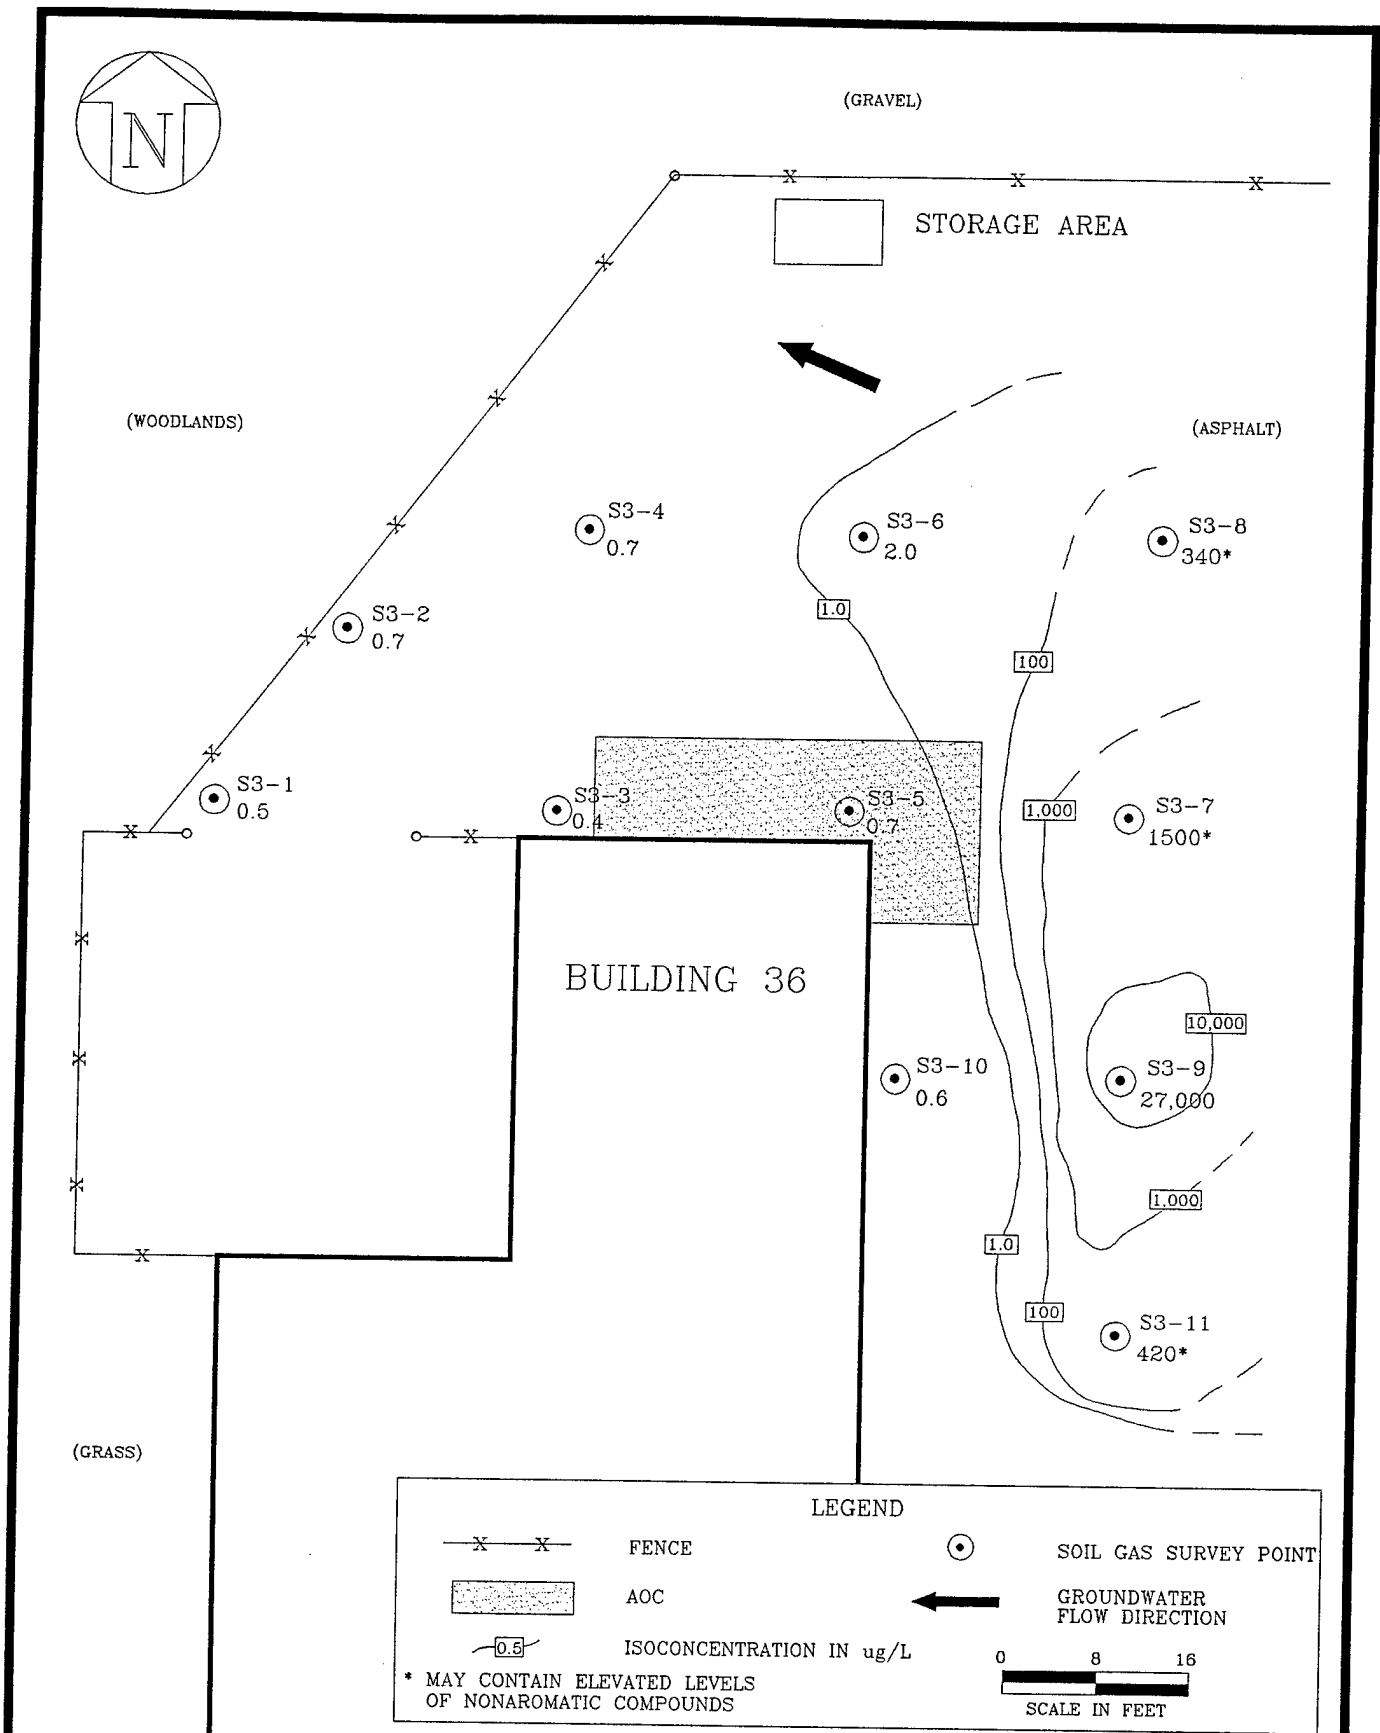 N
(GRAVEL)
X X X
STORAGE AREA
X
X
(WOODLANDS)
(ASPHALT)
S3-4
0.7
S3-6
2.0
S3-8
340*
X
1.0
S3-2
0.7
X
100
X
S3-1
0.5
S3-3
0.4
S3-5
0.7
1,000
S3-7
1500*
X X
X
BUILDING 36
10,000
X
S3-10
0.6
S3-9
27,000
X
1,000
X
1.0
100
S3-11
420*
(GRASS)
LEGEND
X X FENCE
SOIL GAS SURVEY POINT
AOC
GROUNDWATER
FLOW DIRECTION
0.5 ISOCONCENTRATION IN ug/L
* MAY CONTAIN ELEVATED LEVELS
OF NONAROMATIC COMPOUNDS
0 8 16
SCALE IN FEET